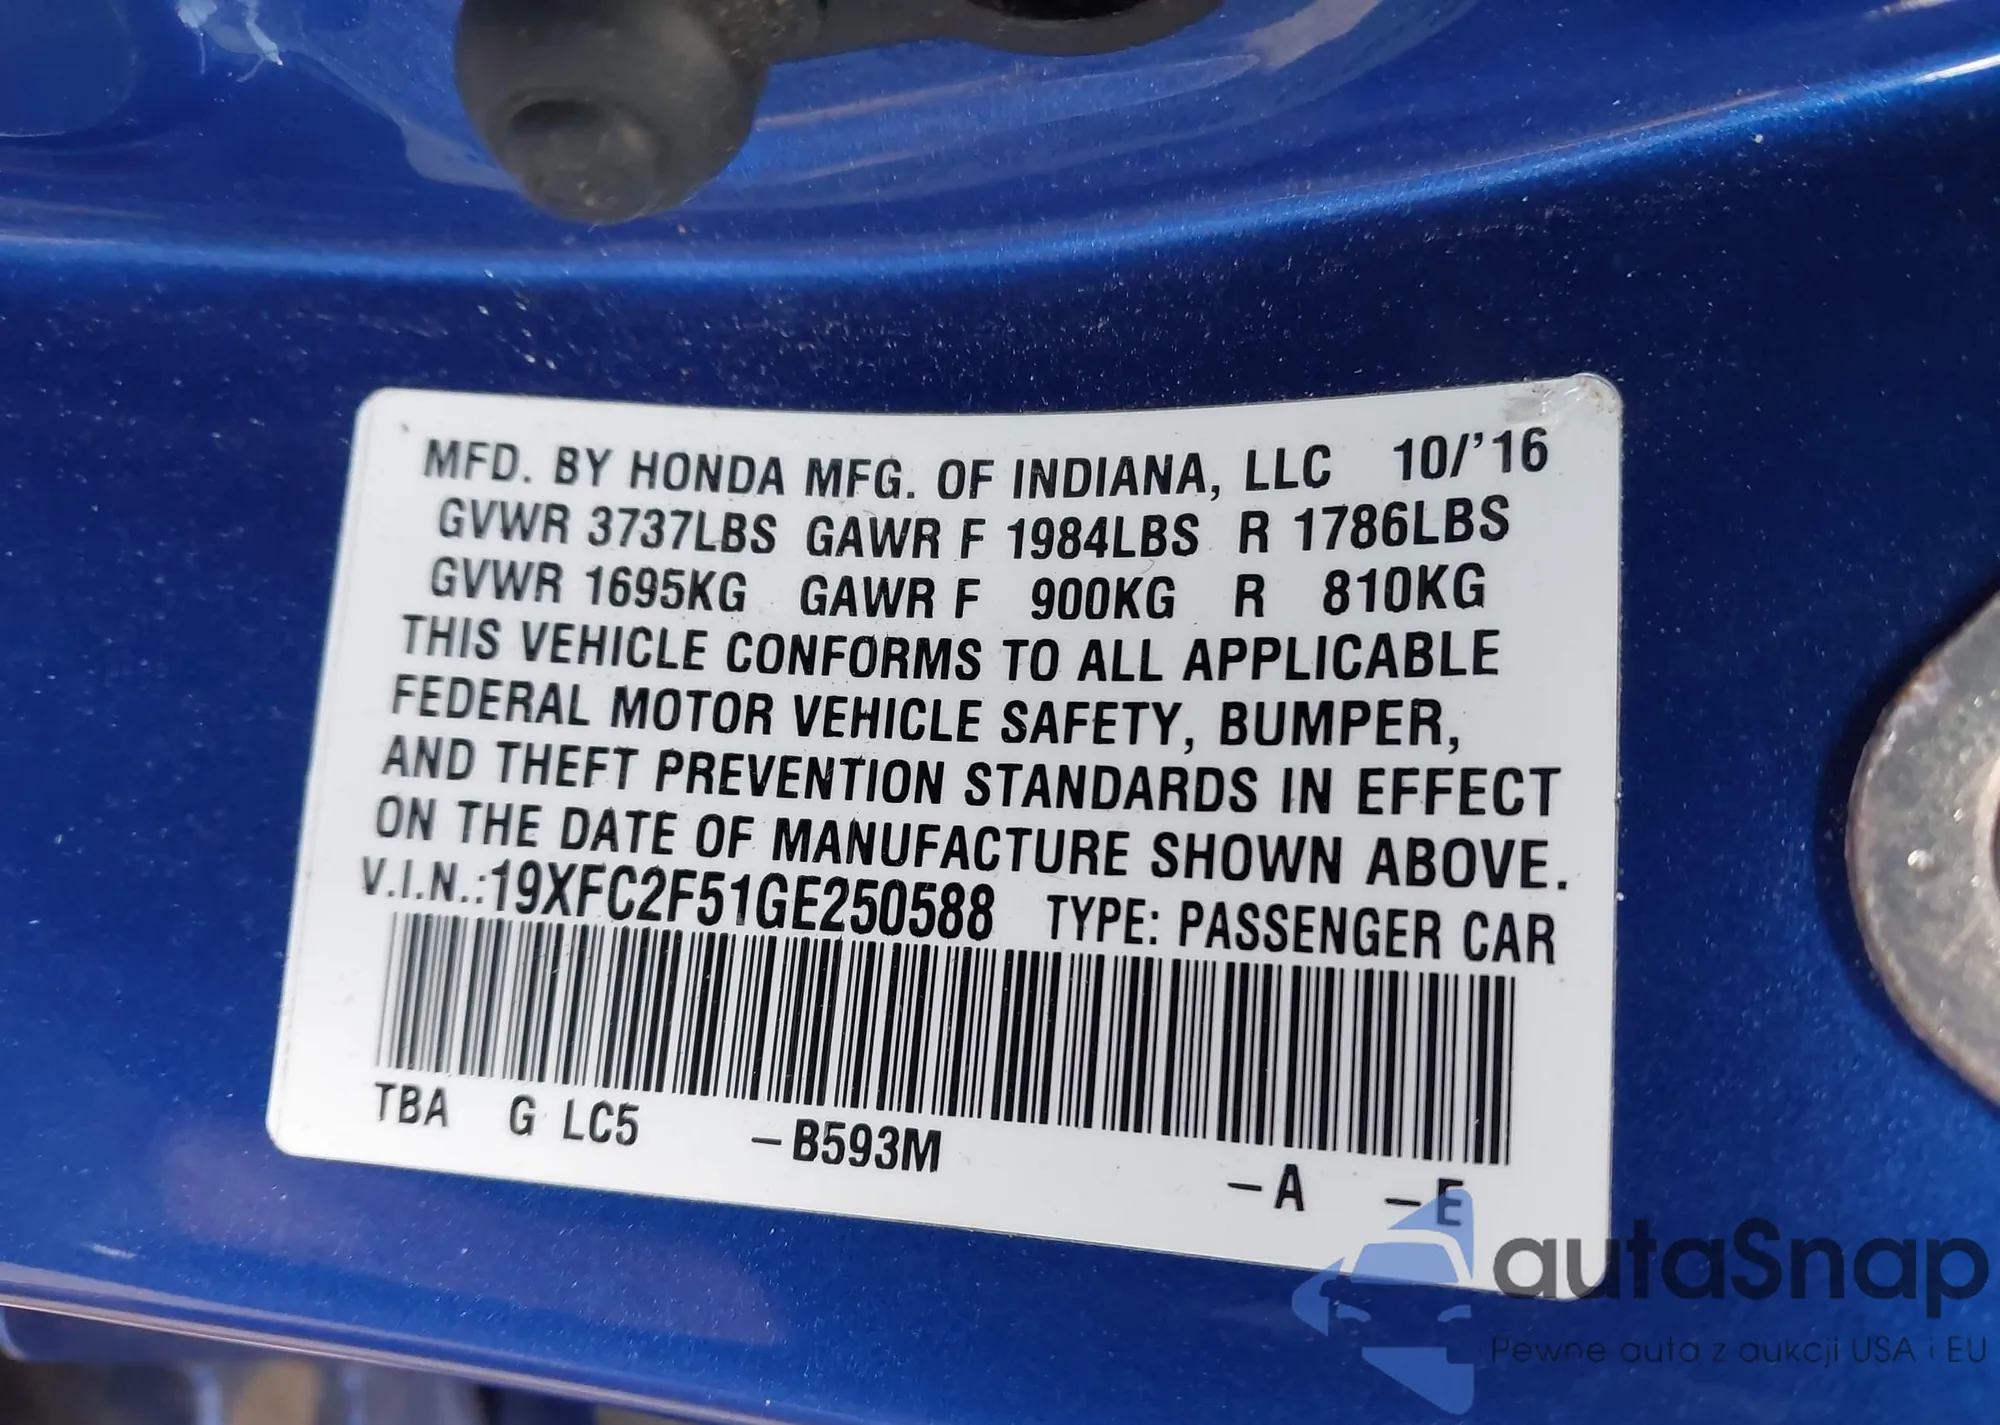 MFD. BY HONDA MFG. OF INDIANA, LLC 10/'16
GVWR 3737LBS GAWR F 1984LBS R 1786LBS
GVWR 1695KG GAWR F 900KG R 810KG
THIS VEHICLE CONFORMS TO ALL APPLICABLE
FEDERAL MOTOR VEHICLE SAFETY, BUMPER,
AND THEFT PREVENTION STANDARDS IN EFFECT
ON THE DATE OF MANUFACTURE SHOWN ABOVE.
V.I.N.:19XFC2F51GE250588 TYPE: PASSENGER CAR
TBA G LC5 –B593M –A –E
autaSnap
Pewne auta z aukcji USA i EU